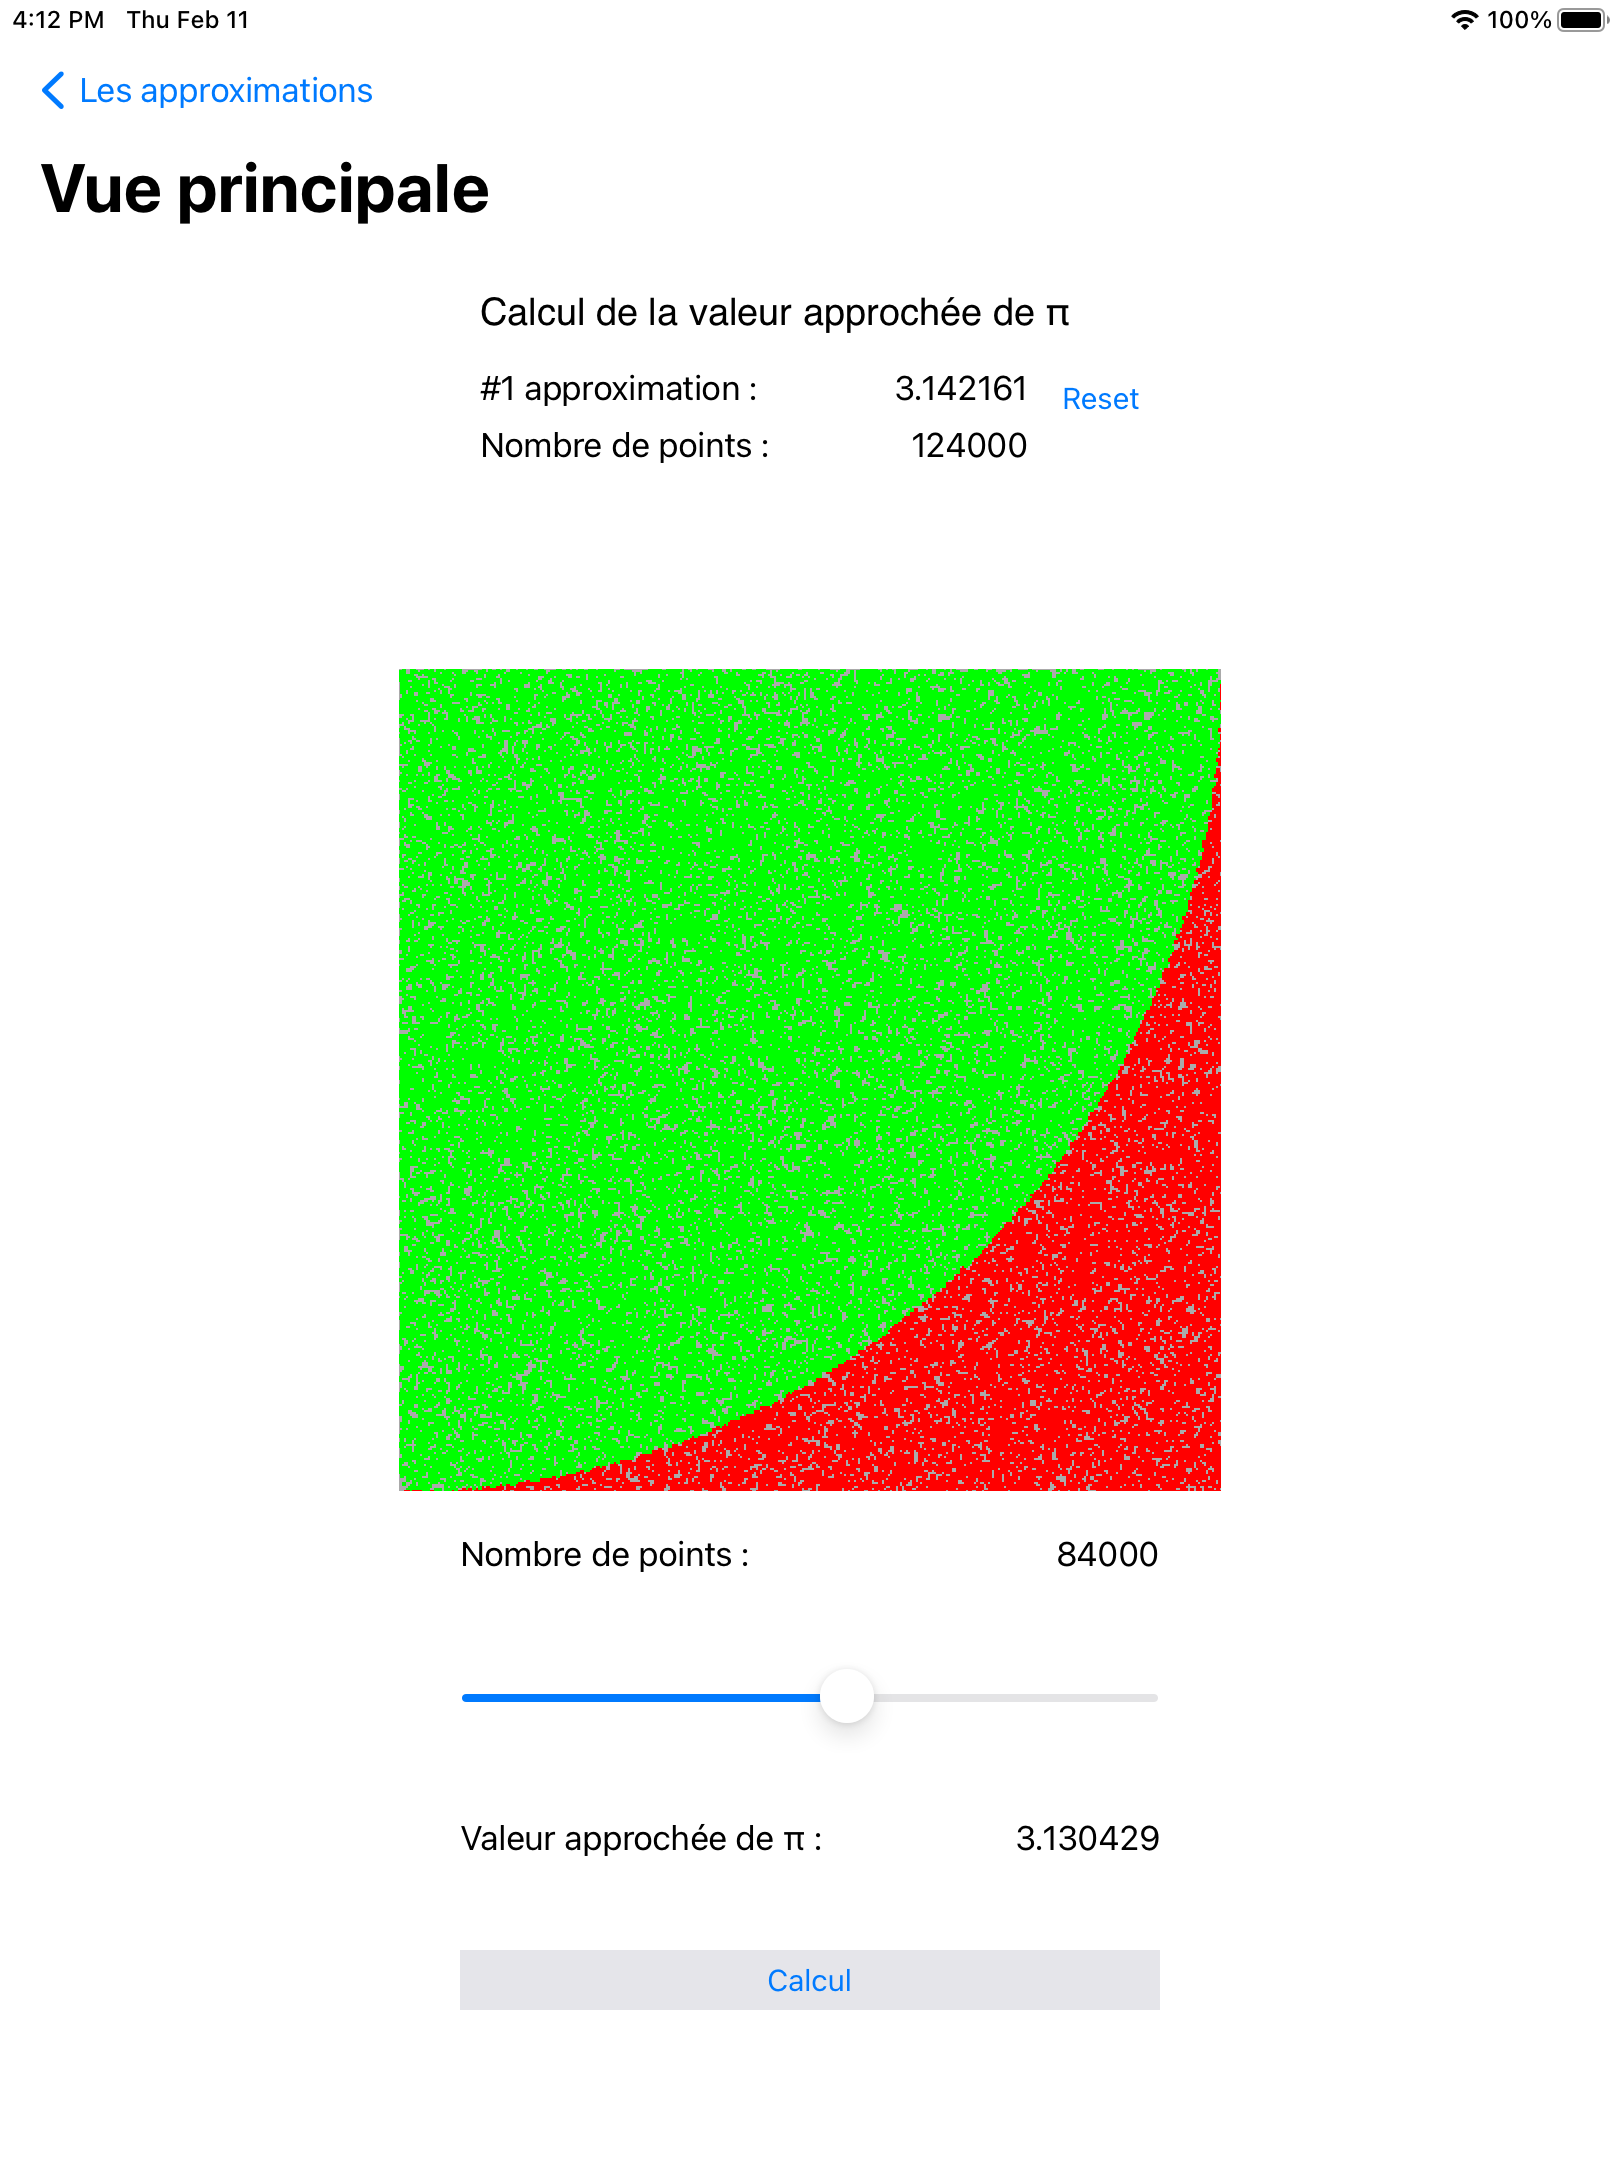 4:12 PM Thu Feb 11 100%
Les approximations
Vue principale
Calcul de la valeur approchée de π
#1 approximation : 3.142161 Reset
Nombre de points : 124000
Nombre de points : 84000
Valeur approchée de π : 3.130429
Calcul